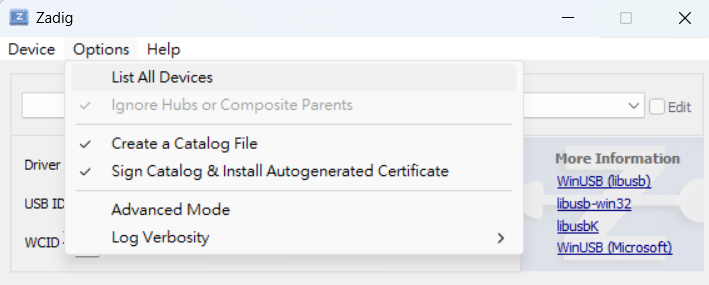 Zadig
Device Options Help
List All Devices
Ignore Hubs or Composite Parents
Edit
Create a Catalog File
Sign Catalog & Install Autogenerated Certificate
Advanced Mode
Log Verbosity
Driver
USB ID
WCID
More Information
WinUSB (libusb)
libusb-win32
libusbK
WinUSB (Microsoft)